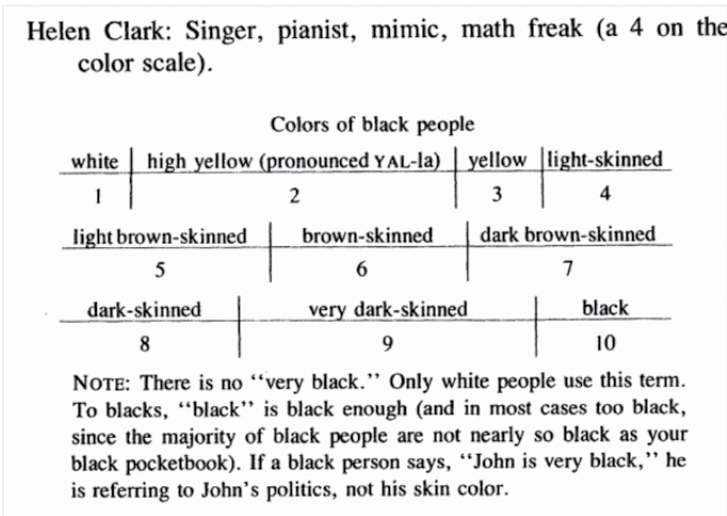 Helen Clark: Singer, pianist, mimic, math freak (a 4 on the
color scale).
Colors of black people
white high yellow (pronounced YAL-la) yellow light-skinned
1 2 3 4
light brown-skinned brown-skinned dark brown-skinned
5 6 7
dark-skinned very dark-skinned black
8 9 10
NOTE: There is no “very black.” Only white people use this term.
To blacks, “black” is black enough (and in most cases too black,
since the majority of black people are not nearly so black as your
black pocketbook). If a black person says, “John is very black,” he
is referring to John’s politics, not his skin color.